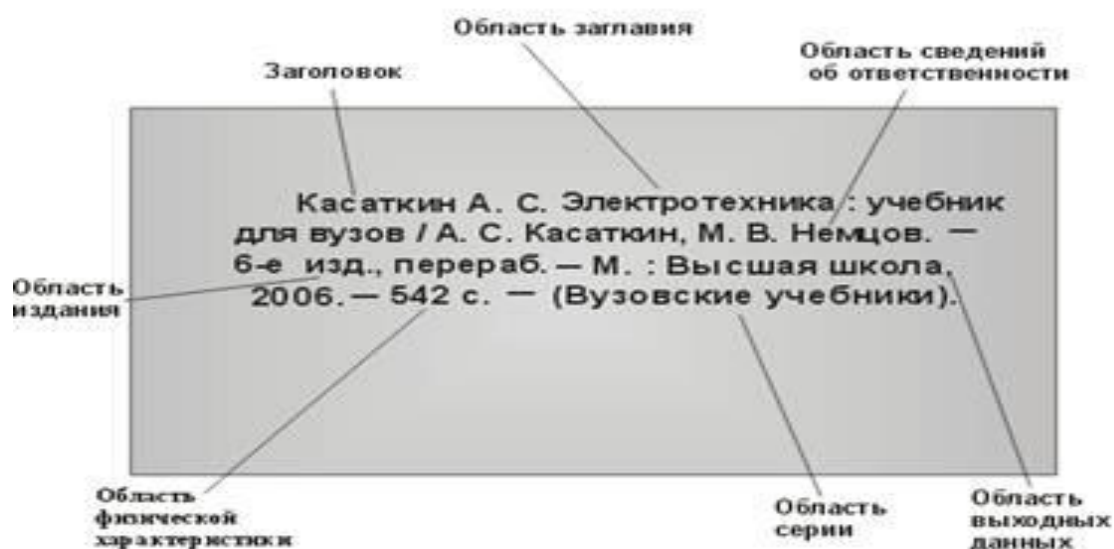 Область заглавия
Заголовок
Область сведений
об ответственности
Касаткин А. С. Электротехника : учебник
для вузов / А. С. Касаткин, М. В. Немцов. —
6-е изд., перераб. — М. : Высшая школа,
2006. — 542 с. — (Вузовские учебники).
Область
издания
Область
физической
характеристики
Область
серии
Область
выходных
данных